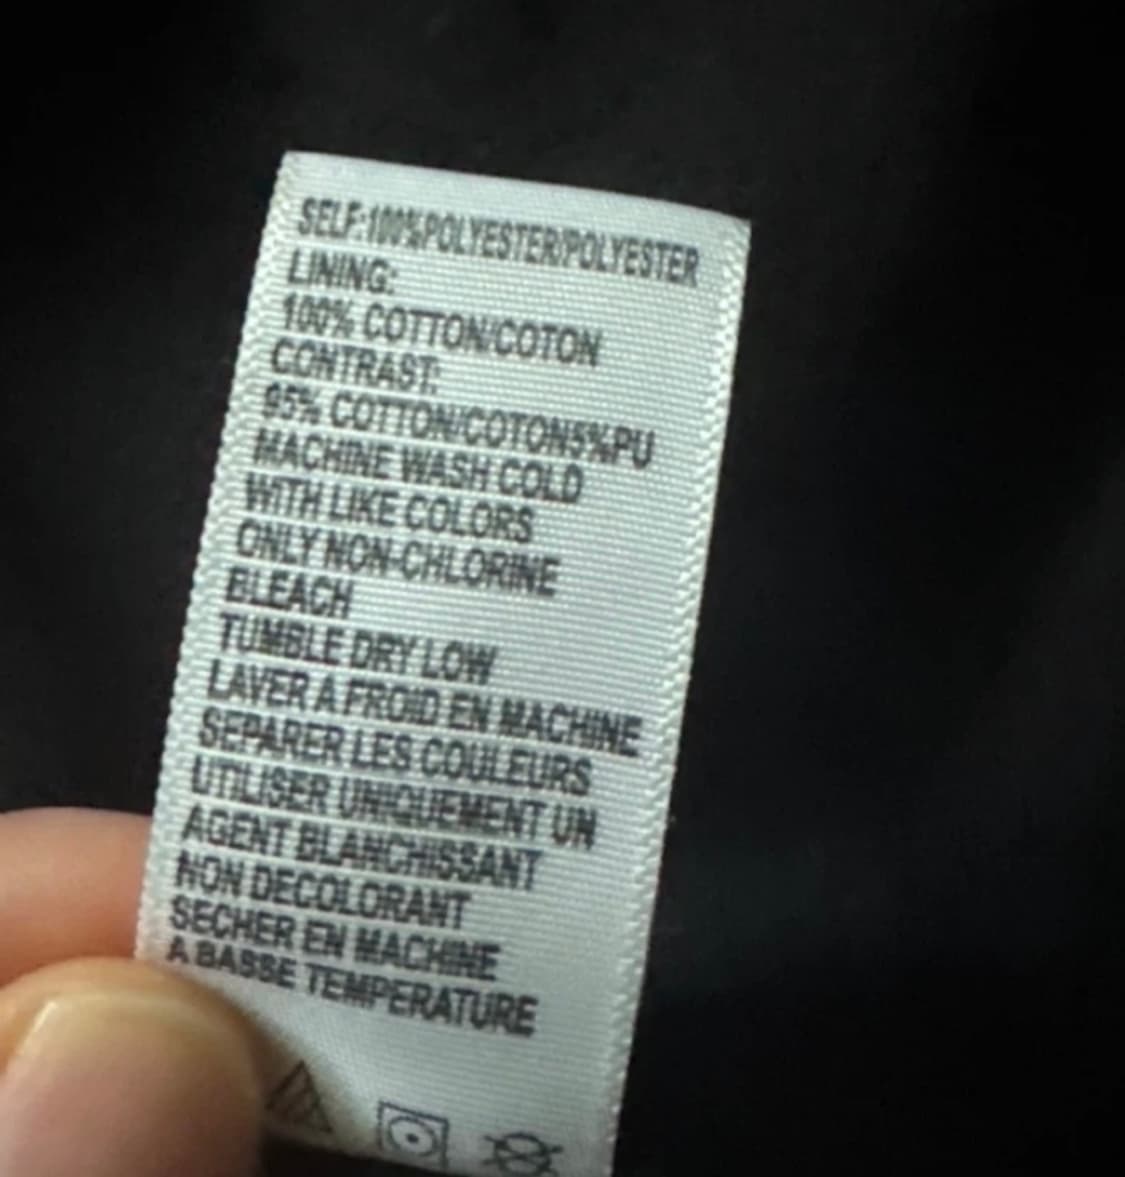 SELF:100%POLYESTER/POLYESTER
LINING:
100% COTTON/COTON
CONTRAST:
95% COTTON/COTON5%PU
MACHINE WASH COLD
WITH LIKE COLORS
ONLY NON-CHLORINE
BLEACH
TUMBLE DRY LOW
LAVER A FROID EN MACHINE
SEPARER LES COULEURS
UTILISER UNIQUEMENT UN
AGENT BLANCHISSANT
NON DECOLORANT
SECHER EN MACHINE
A BASSE TEMPERATURE